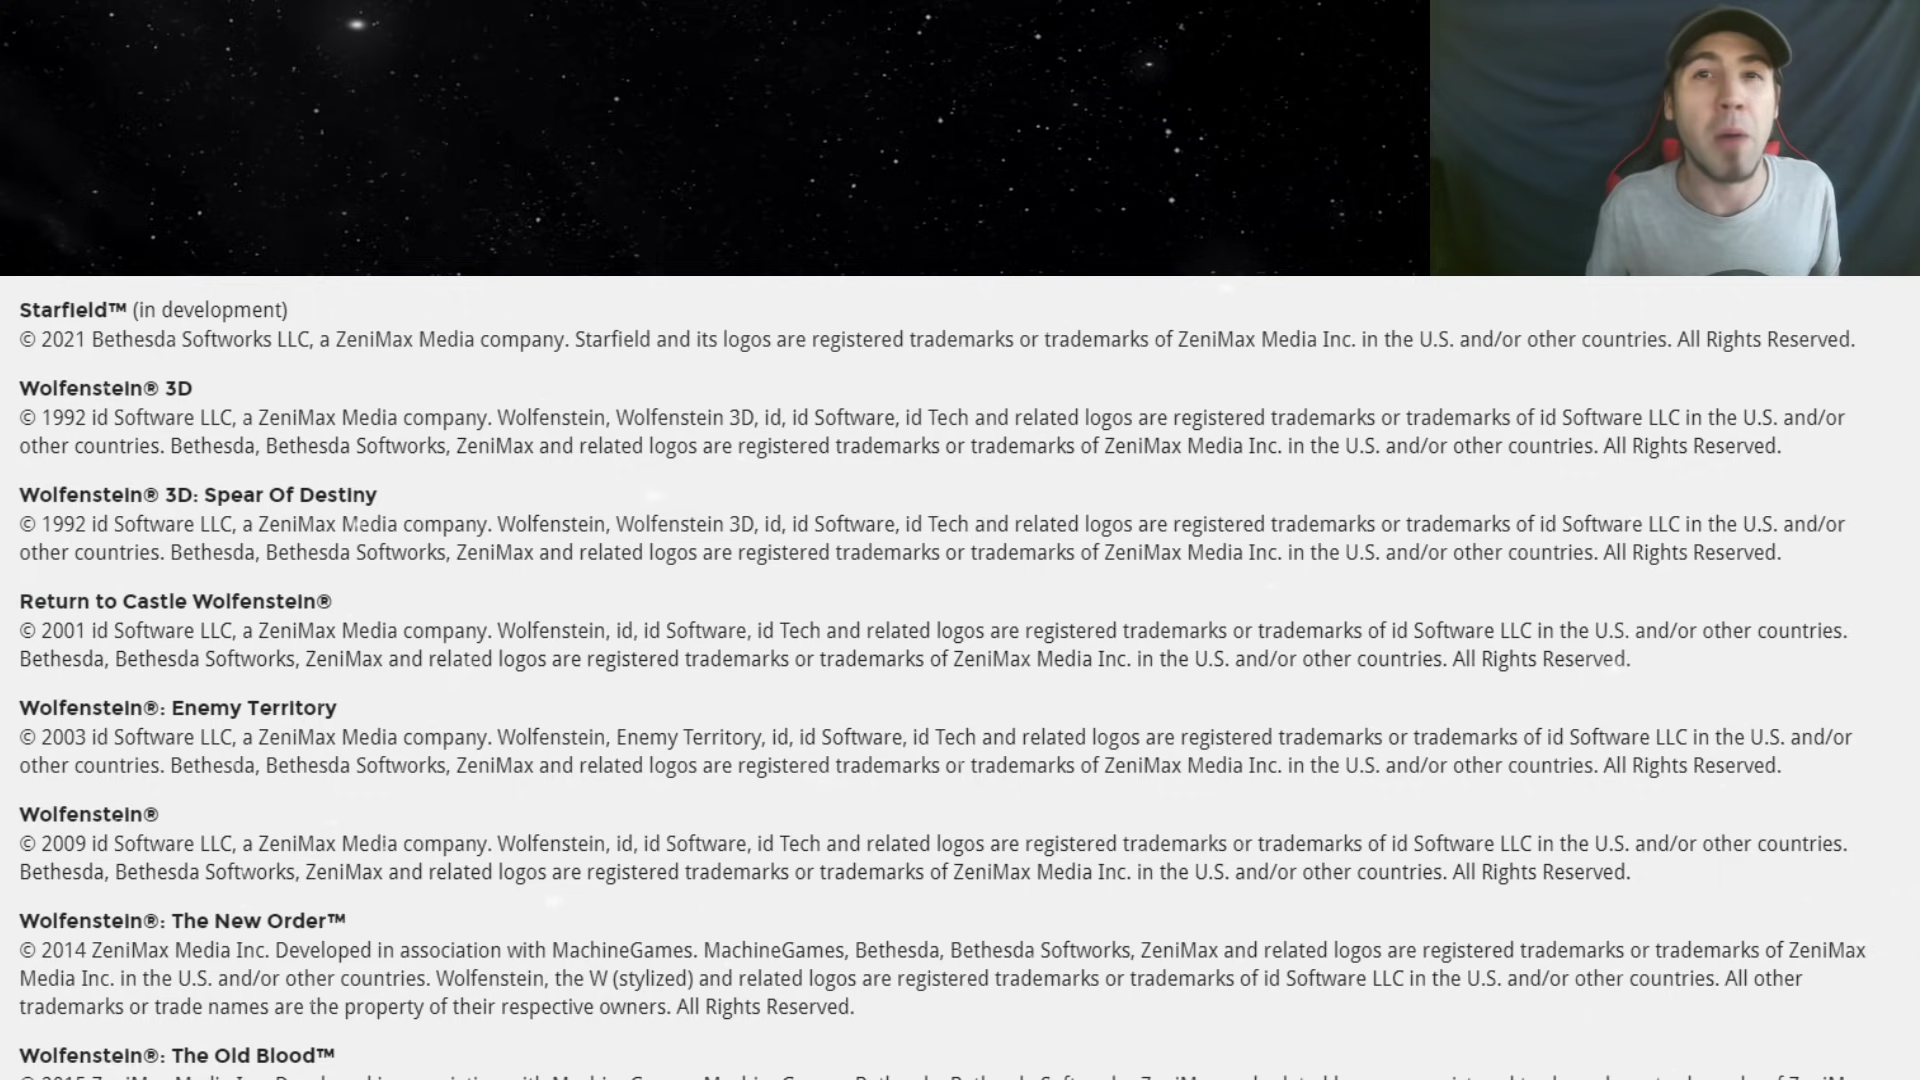 Starfield™ (in development)
© 2021 Bethesda Softworks LLC, a ZeniMax Media company. Starfield and its logos are registered trademarks or trademarks of ZeniMax Media Inc. in the U.S. and/or other countries. All Rights Reserved.
Wolfenstein® 3D
© 1992 id Software LLC, a ZeniMax Media company. Wolfenstein, Wolfenstein 3D, id, id Software, id Tech and related logos are registered trademarks or trademarks of id Software LLC in the U.S. and/or
other countries. Bethesda, Bethesda Softworks, ZeniMax and related logos are registered trademarks or trademarks of ZeniMax Media Inc. in the U.S. and/or other countries. All Rights Reserved.
Wolfenstein® 3D: Spear Of Destiny
© 1992 id Software LLC, a ZeniMax Media company. Wolfenstein, Wolfenstein 3D, id, id Software, id Tech and related logos are registered trademarks or trademarks of id Software LLC in the U.S. and/or
other countries. Bethesda, Bethesda Softworks, ZeniMax and related logos are registered trademarks or trademarks of ZeniMax Media Inc. in the U.S. and/or other countries. All Rights Reserved.
Return to Castle Wolfenstein®
© 2001 id Software LLC, a ZeniMax Media company. Wolfenstein, id, id Software, id Tech and related logos are registered trademarks or trademarks of id Software LLC in the U.S. and/or other countries.
Bethesda, Bethesda Softworks, ZeniMax and related logos are registered trademarks or trademarks of ZeniMax Media Inc. in the U.S. and/or other countries. All Rights Reserved.
Wolfenstein®: Enemy Territory
© 2003 id Software LLC, a ZeniMax Media company. Wolfenstein, Enemy Territory, id, id Software, id Tech and related logos are registered trademarks or trademarks of id Software LLC in the U.S. and/or
other countries. Bethesda, Bethesda Softworks, ZeniMax and related logos are registered trademarks or trademarks of ZeniMax Media Inc. in the U.S. and/or other countries. All Rights Reserved.
Wolfenstein®
© 2009 id Software LLC, a ZeniMax Media company. Wolfenstein, id, id Software, id Tech and related logos are registered trademarks or trademarks of id Software LLC in the U.S. and/or other countries.
Bethesda, Bethesda Softworks, ZeniMax and related logos are registered trademarks or trademarks of ZeniMax Media Inc. in the U.S. and/or other countries. All Rights Reserved.
Wolfenstein®: The New Order™
© 2014 ZeniMax Media Inc. Developed in association with MachineGames. MachineGames, Bethesda, Bethesda Softworks, ZeniMax and related logos are registered trademarks or trademarks of ZeniMax
Media Inc. in the U.S. and/or other countries. Wolfenstein, the W (stylized) and related logos are registered trademarks or trademarks of id Software LLC in the U.S. and/or other countries. All other
trademarks or trade names are the property of their respective owners. All Rights Reserved.
Wolfenstein®: The Old Blood™